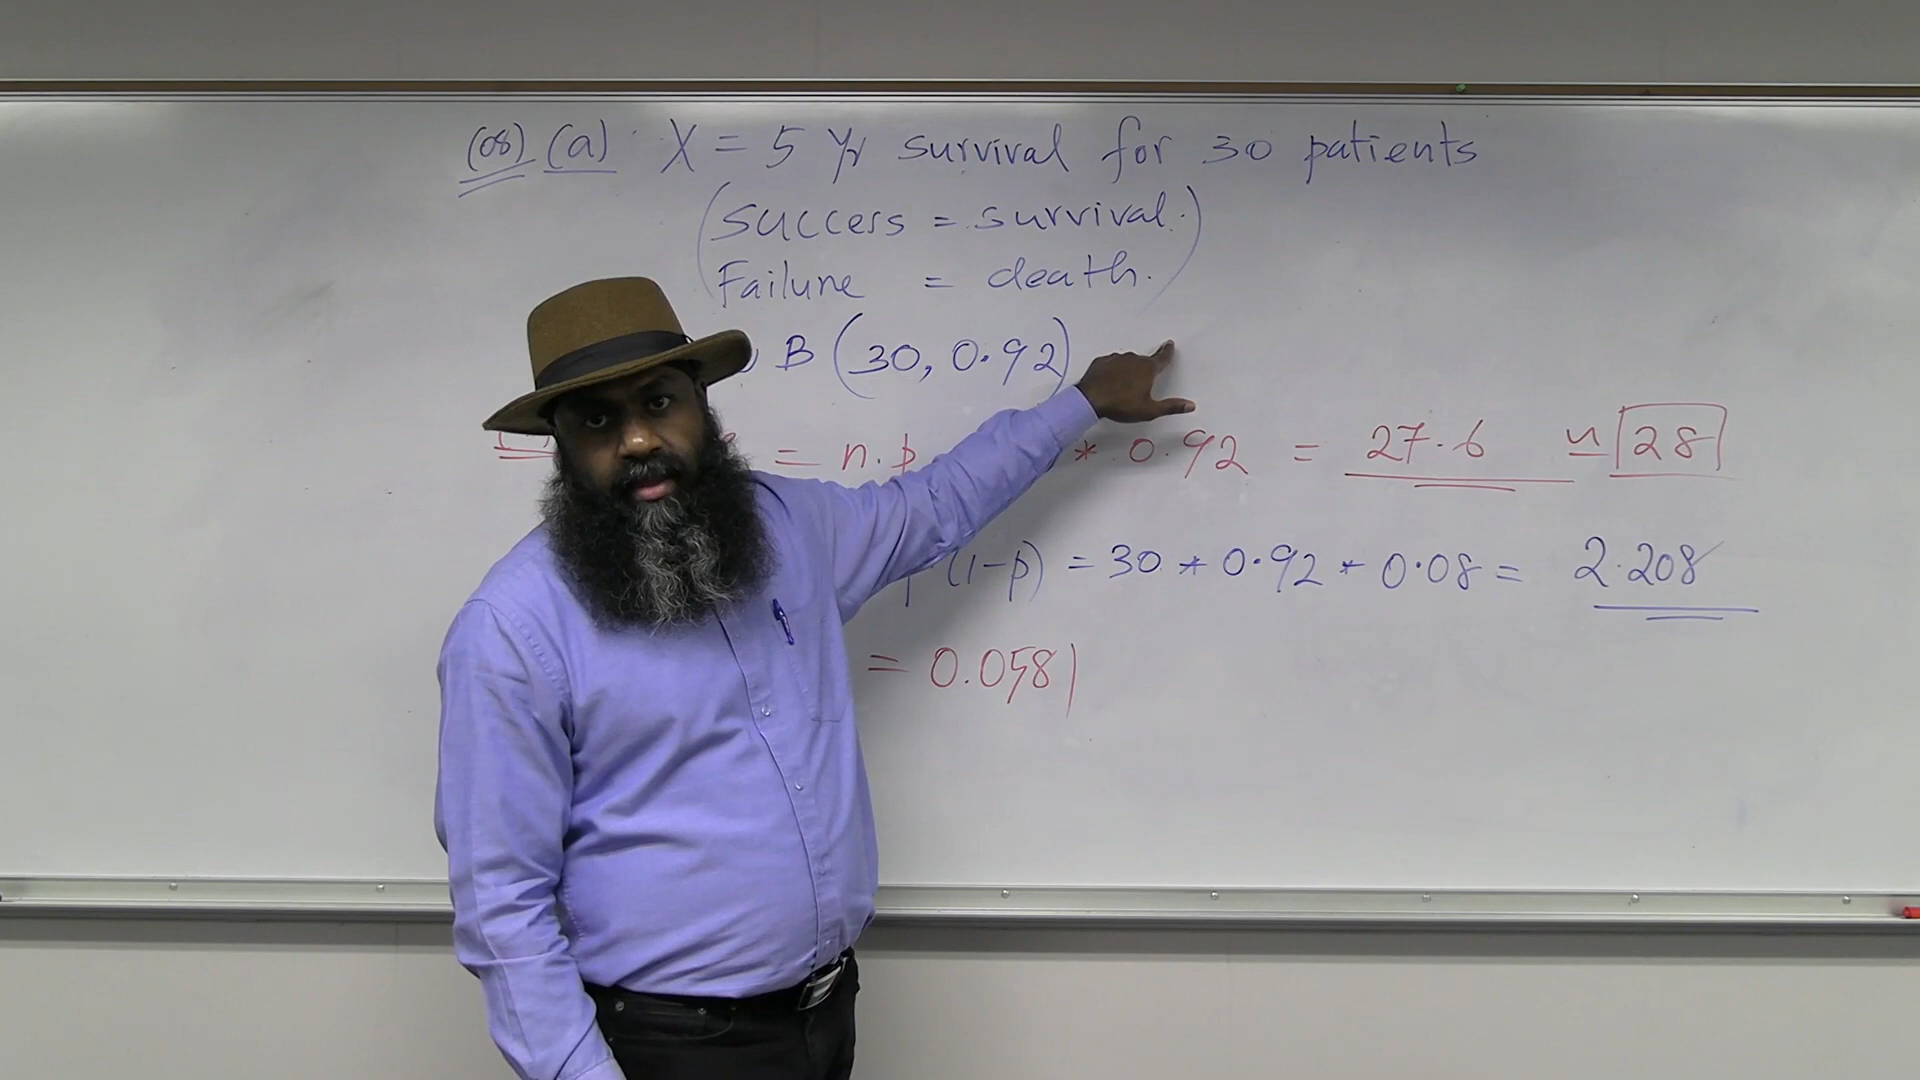 (08) (a) X = 5 Yr survival for 30 patients
(Success = survival.)
(Failure = death.)
B (30, 0.92)
= n.p * 0.92 = 27.6 ≃ 28
(1-p) = 30 * 0.92 * 0.08 = 2.208
= 0.0581